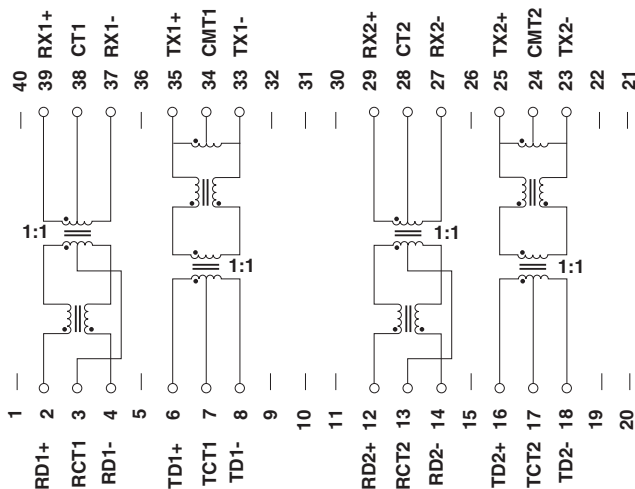 40 39 38 37 36 35 34 33 32 31 30 29 28 27 26 25 24 23 22 21
RX1+ CT1 RX1- TX1+ CMT1 TX1- RX2+ CT2 RX2- TX2+ CMT2 TX2-
1:1 1:1 1:1 1:1
1 2 3 4 5 6 7 8 9 10 11 12 13 14 15 16 17 18 19 20
RD1+ RCT1 RD1- TD1+ TCT1 TD1- RD2+ RCT2 RD2- TD2+ TCT2 TD2-